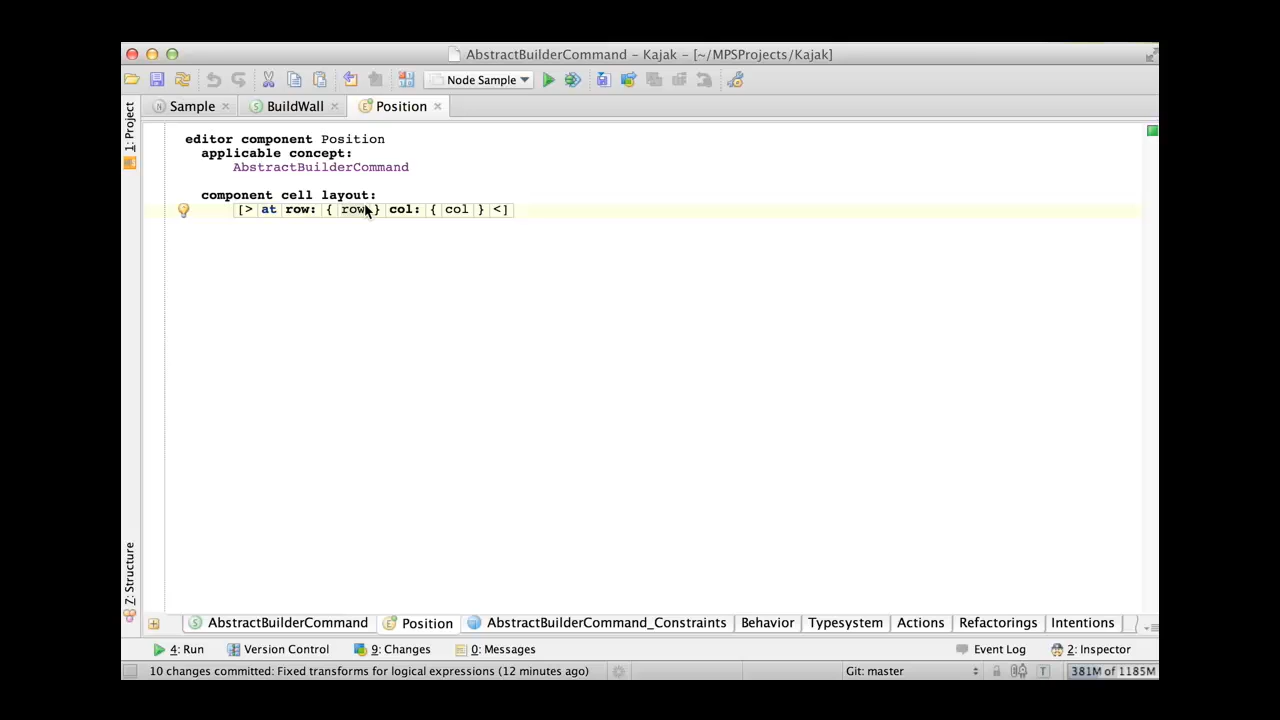 AbstractBuilderCommand - Kajak - [~/MPSProjects/Kajak]
Node Sample
Sample
BuildWall
Position
1: Project
editor component Position
applicable concept:
AbstractBuilderCommand
component cell layout:
[> at row: { row } col: { col } <]
7: Structure
AbstractBuilderCommand
Position
AbstractBuilderCommand_Constraints
Behavior
Typesystem
Actions
Refactorings
Intentions
4: Run
Version Control
9: Changes
0: Messages
Event Log
2: Inspector
10 changes committed: Fixed transforms for logical expressions (12 minutes ago)
Git: master
T
381M of 1185M